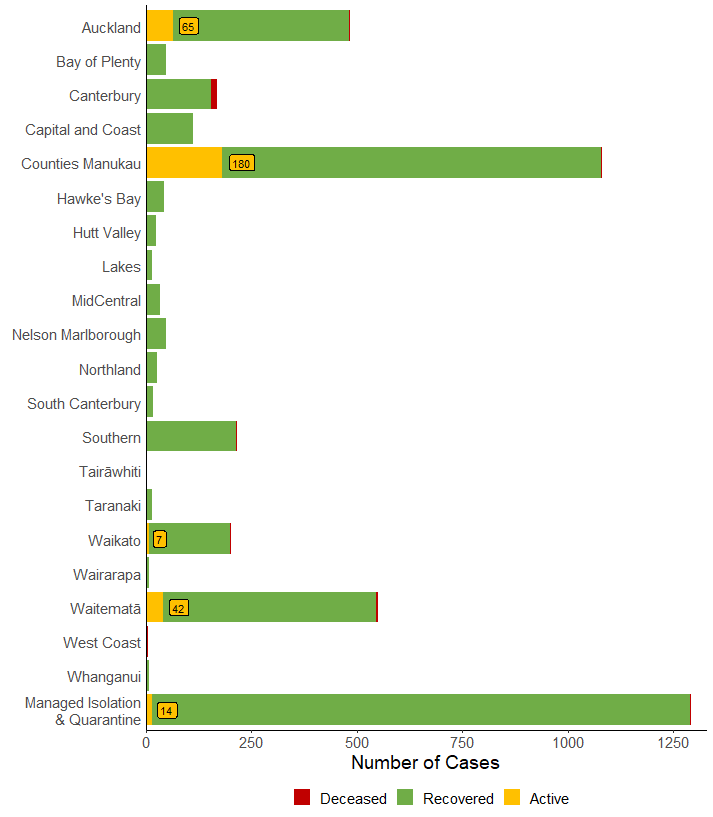 Auckland 65
Bay of Plenty
Canterbury
Capital and Coast
Counties Manukau 180
Hawke's Bay
Hutt Valley
Lakes
MidCentral
Nelson Marlborough
Northland
South Canterbury
Southern
Tairāwhiti
Taranaki
Waikato 7
Wairarapa
Waitematā 42
West Coast
Whanganui
Managed Isolation
& Quarantine 14
0 250 500 750 1000 1250
Number of Cases
Deceased Recovered Active